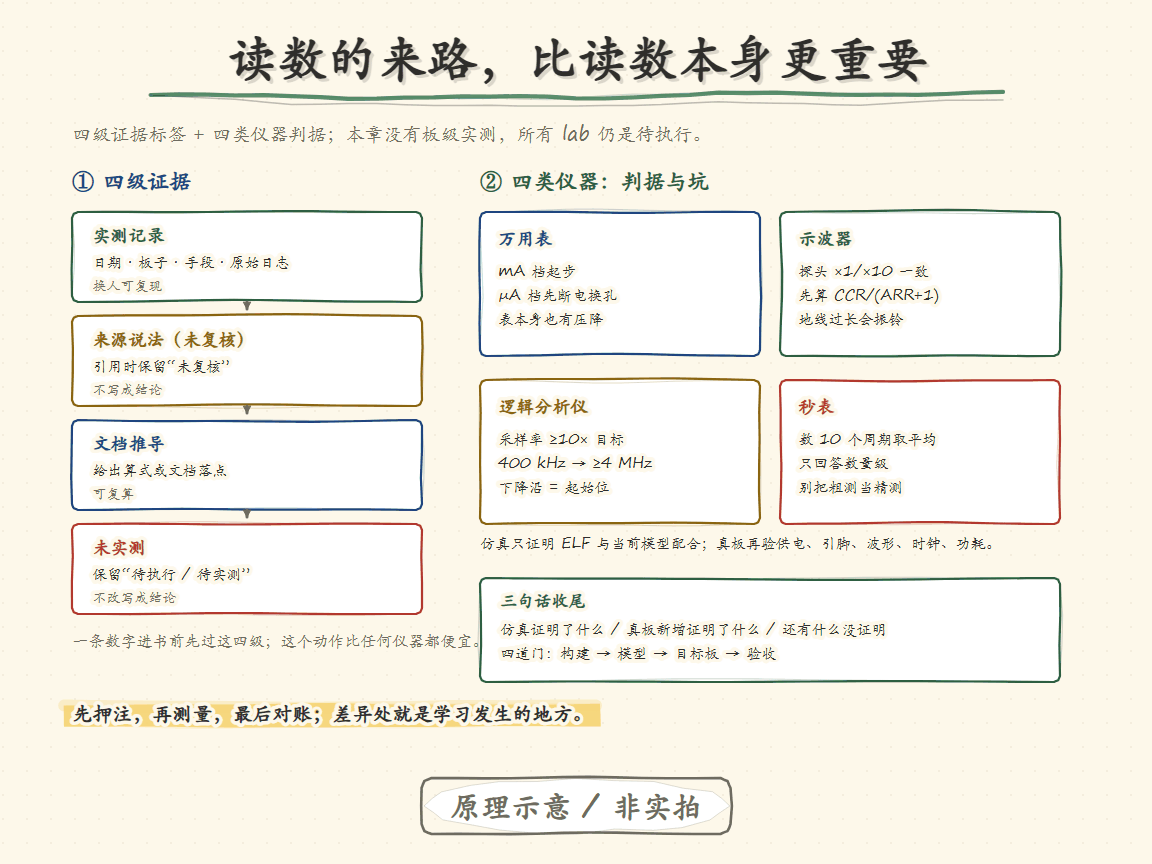 读数的来路，比读数本身更重要
四级证据标签 + 四类仪器判据；本章没有板级实测，所有 lab 仍是待执行。
① 四级证据
实测记录
日期 · 板子 · 手段 · 原始日志
换人可复现
来源说法（未复核）
引用时保留“未复核”
不写成结论
文档推导
给出算式或文档落点
可复算
未实测
保留“待执行 / 待实测”
不改写成结论
一条数字进书前先过这四级；这个动作比任何仪器都便宜。
② 四类仪器：判据与坑
万用表
mA 档起步
μA 档先断电换孔
表本身也有压降
示波器
探头 ×1/×10 一致
先算 CCR/(ARR+1)
地线过长会振铃
逻辑分析仪
采样率 ≥10× 目标
400 kHz → ≥4 MHz
下降沿 = 起始位
秒表
数 10 个周期取平均
只回答数量级
别把粗测当精测
仿真只证明 ELF 与当前模型配合；真板再验供电、引脚、波形、时钟、功耗。
三句话收尾
仿真证明了什么 / 真板新增证明了什么 / 还有什么没证明
四道门：构建 → 模型 → 目标板 → 验收
先押注，再测量，最后对账；差异处就是学习发生的地方。
原理示意 / 非实拍